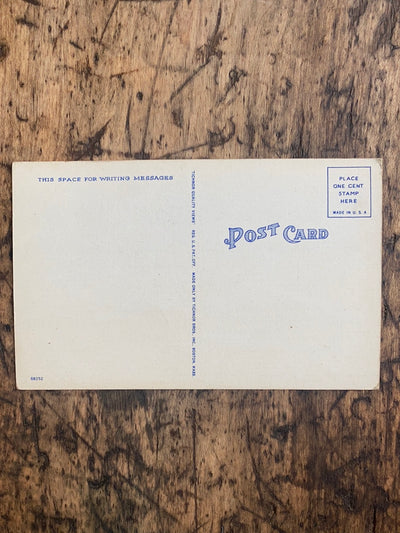 THIS SPACE FOR WRITING MESSAGES
PLACE
ONE CENT
STAMP
HERE
MADE IN U.S.A
POST CARD
"TICHNOR QUALITY VIEWS" REG. U. S. PAT. OFF. MADE ONLY BY TICHNOR BROS., INC. BOSTON, MASS.